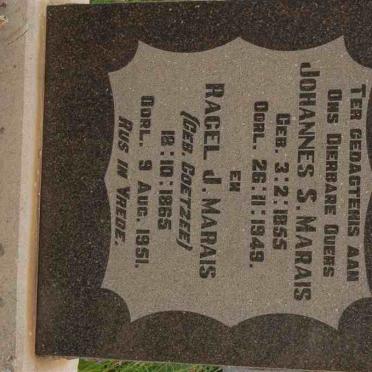 TER GEDAGTENIS AAN
ONS DIERBARE OUERS
JOHANNES S. MARAIS
GEB. 3:2:1855
OORL. 26:11:1949.
EN
RACEL J. MARAIS
(GEB. COETZEE)
12:10:1865
OORL. 9 AUG. 1951.
RUS IN VREDE.